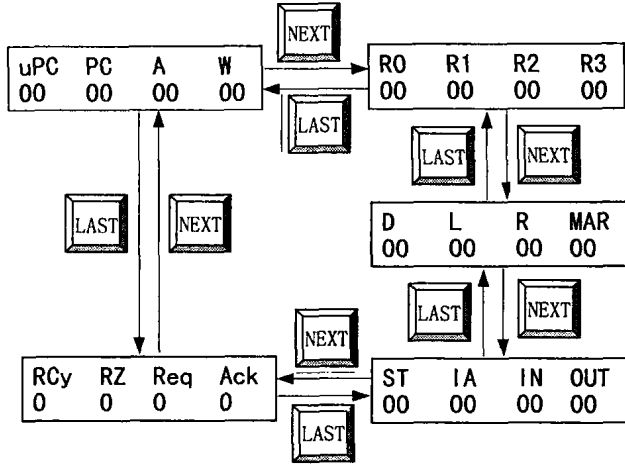 NEXT
uPC PC A W
00 00 00 00
R0 R1 R2 R3
00 00 00 00
LAST
LAST NEXT
LAST NEXT
D L R MAR
00 00 00 00
LAST NEXT
NEXT
RCy RZ Req Ack
0 0 0 0
ST IA IN OUT
00 00 00 00
LAST